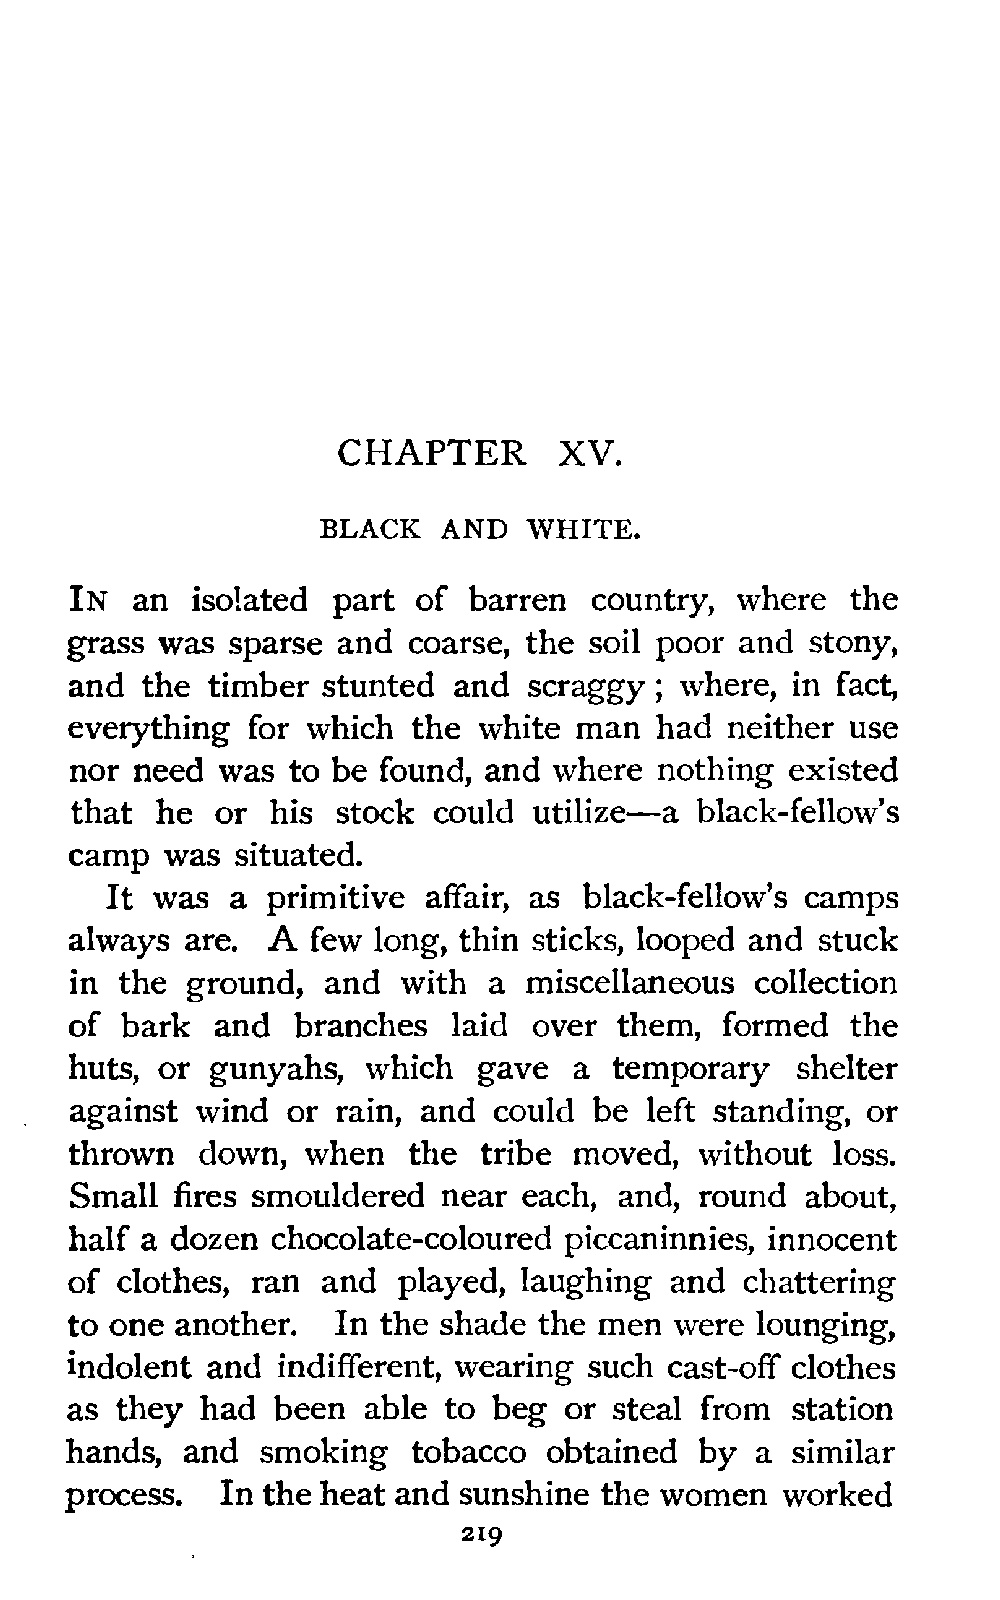 CHAPTER XV.
BLACK AND WHITE.
IN an isolated part of barren country, where the
grass was sparse and coarse, the soil poor and stony,
and the timber stunted and scraggy ; where, in fact,
everything for which the white man had neither use
nor need was to be found, and where nothing existed
that he or his stock could utilize—a black-fellow's
camp was situated.
It was a primitive affair, as black-fellow's camps
always are. A few long, thin sticks, looped and stuck
in the ground, and with a miscellaneous collection
of bark and branches laid over them, formed the
huts, or gunyahs, which gave a temporary shelter
against wind or rain, and could be left standing, or
thrown down, when the tribe moved, without loss.
Small fires smouldered near each, and, round about,
half a dozen chocolate-coloured piccaninnies, innocent
of clothes, ran and played, laughing and chattering
to one another. In the shade the men were lounging,
indolent and indifferent, wearing such cast-off clothes
as they had been able to beg or steal from station
hands, and smoking tobacco obtained by a similar
process. In the heat and sunshine the women worked
219